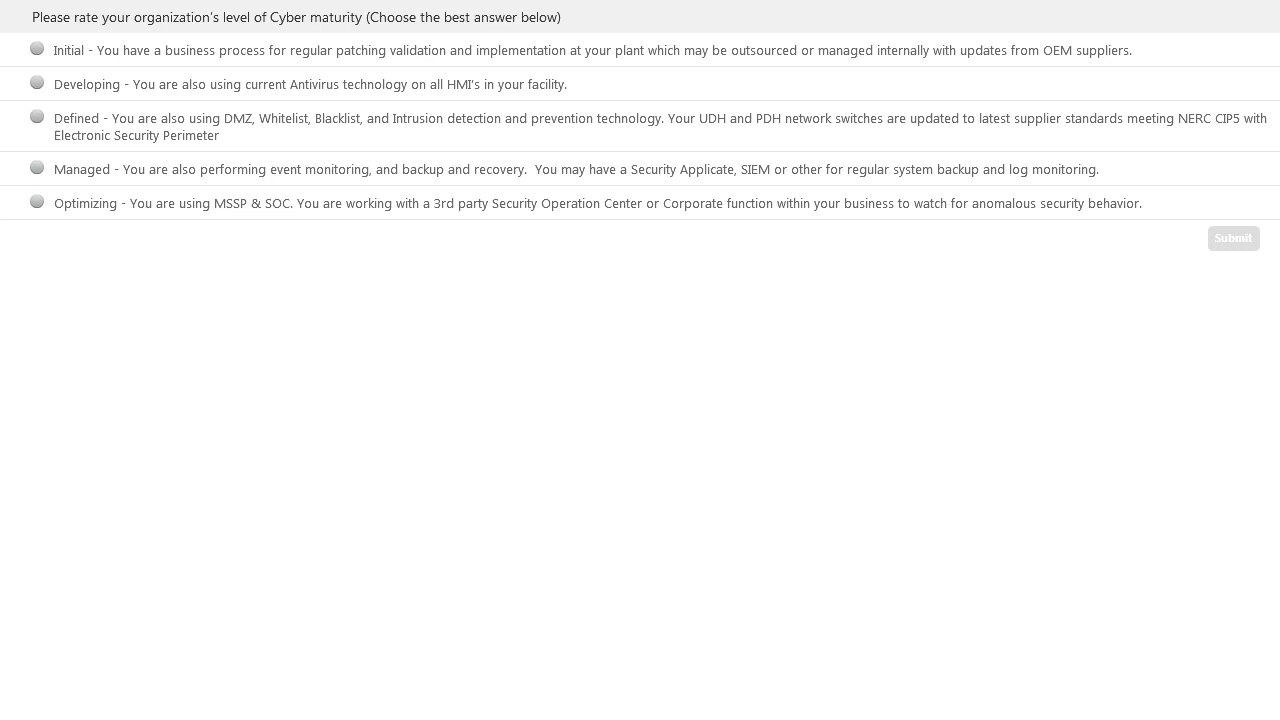 Please rate your organization's level of Cyber maturity (Choose the best answer below)
Initial - You have a business process for regular patching validation and implementation at your plant which may be outsourced or managed internally with updates from OEM suppliers.
Developing - You are also using current Antivirus technology on all HMI's in your facility.
Defined - You are also using DMZ, Whitelist, Blacklist, and Intrusion detection and prevention technology. Your UDH and PDH network switches are updated to latest supplier standards meeting NERC CIP5 with
Electronic Security Perimeter
Managed - You are also performing event monitoring, and backup and recovery.  You may have a Security Applicate, SIEM or other for regular system backup and log monitoring.
Optimizing - You are using MSSP & SOC. You are working with a 3rd party Security Operation Center or Corporate function within your business to watch for anomalous security behavior.
Submit